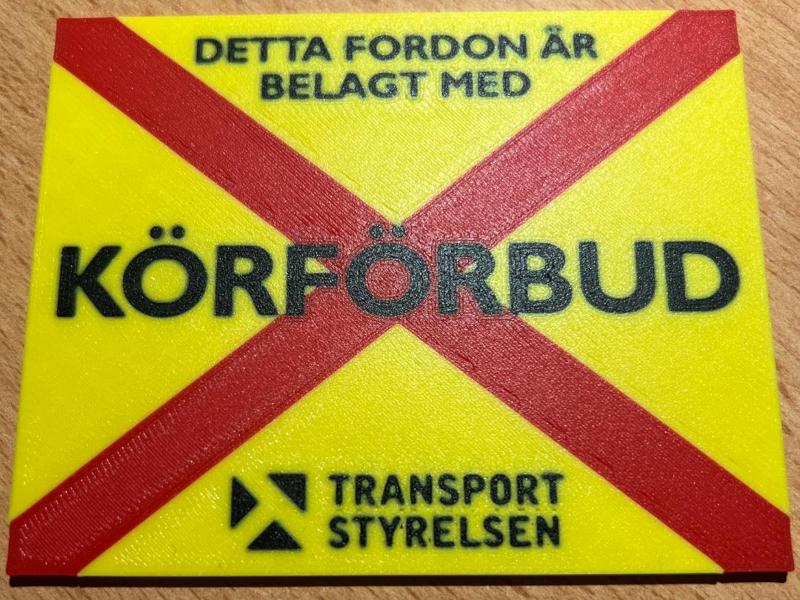 DETTA FORDON ÄR
BELAGT MED
KÖRFÖRBUD
TRANSPORT
STYRELSEN